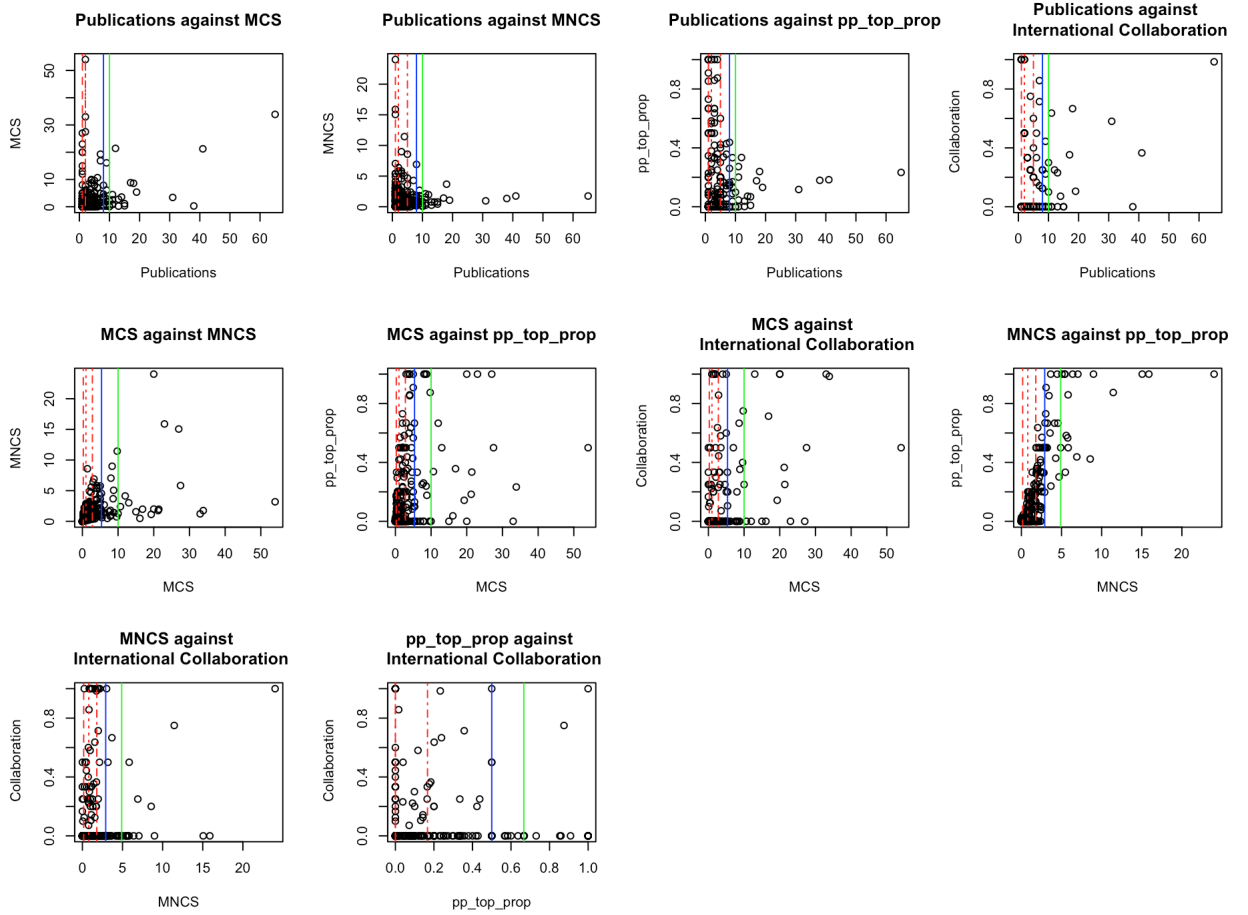 Publications against MCS
MCS
0 10 30 50
0 10 20 30 40 50 60
Publications
Publications against MNCS
MNCS
0 5 10 20
0 10 20 30 40 50 60
Publications
Publications against pp_top_prop
pp_top_prop
0.0 0.4 0.8
0 10 20 30 40 50 60
Publications
Publications against
International Collaboration
Collaboration
0.0 0.4 0.8
0 10 20 30 40 50 60
Publications
MCS against MNCS
MNCS
0 5 10 15 20
0 10 20 30 40 50
MCS
MCS against pp_top_prop
pp_top_prop
0.0 0.4 0.8
0 10 20 30 40 50
MCS
MCS against
International Collaboration
Collaboration
0.0 0.4 0.8
0 10 20 30 40 50
MCS
MNCS against pp_top_prop
pp_top_prop
0.0 0.4 0.8
0 5 10 15 20
MNCS
MNCS against
International Collaboration
Collaboration
0.0 0.4 0.8
0 5 10 15 20
MNCS
pp_top_prop against
International Collaboration
Collaboration
0.0 0.4 0.8
0.0 0.2 0.4 0.6 0.8 1.0
pp_top_prop